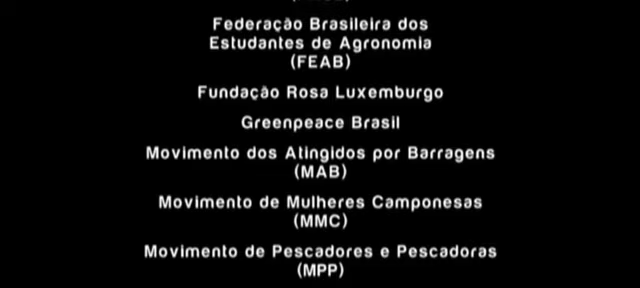 Federação Brasileira dos
Estudantes de Agronomia
(FEAB)
Fundação Rosa Luxemburgo
Greenpeace Brasil
Movimento dos Atingidos por Barragens
(MAB)
Movimento de Mulheres Camponesas
(MMC)
Movimento de Pescadores e Pescadoras
(MPP)